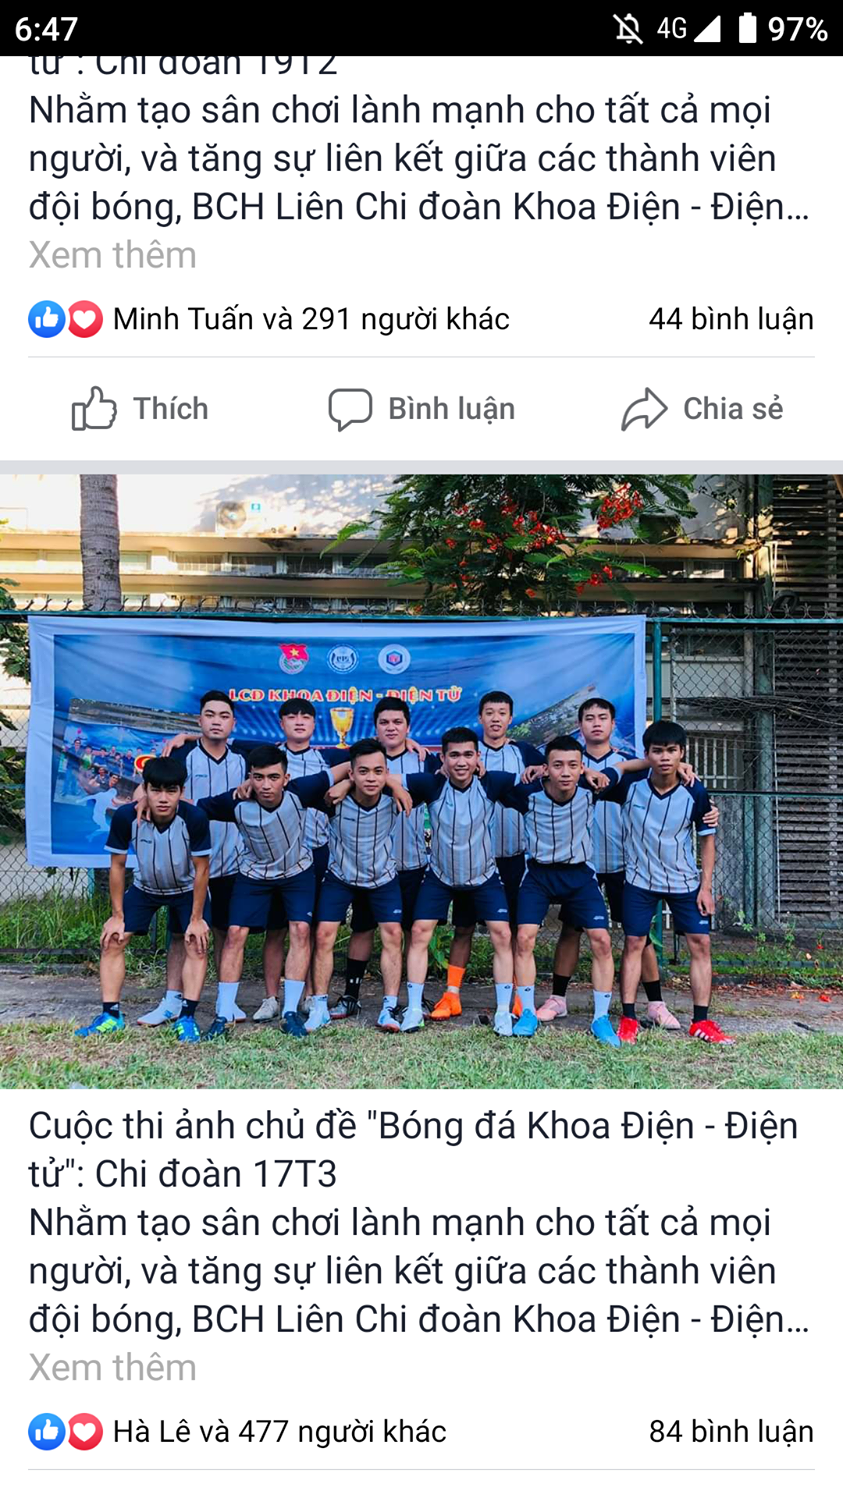 6:47 4G 97%
tử": Chi đoàn 19T2
Nhằm tạo sân chơi lành mạnh cho tất cả mọi
người, và tăng sự liên kết giữa các thành viên
đội bóng, BCH Liên Chi đoàn Khoa Điện - Điện...
Xem thêm
Minh Tuấn và 291 người khác 44 bình luận
Thích Bình luận Chia sẻ
LCĐ KHOA ĐIỆN - ĐIỆN TỬ
Cuộc thi ảnh chủ đề "Bóng đá Khoa Điện - Điện
tử": Chi đoàn 17T3
Nhằm tạo sân chơi lành mạnh cho tất cả mọi
người, và tăng sự liên kết giữa các thành viên
đội bóng, BCH Liên Chi đoàn Khoa Điện - Điện...
Xem thêm
Hà Lê và 477 người khác 84 bình luận